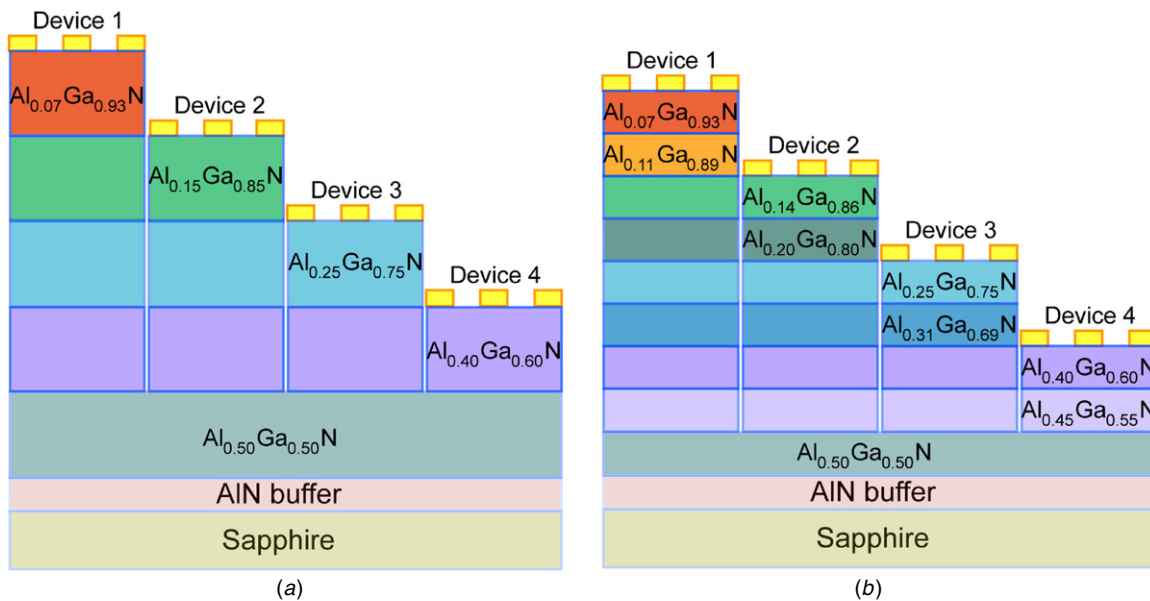 Device 1
Al0.07Ga0.93N
Device 2
Al0.15Ga0.85N
Device 3
Al0.25Ga0.75N
Device 4
Al0.40Ga0.60N
Al0.50Ga0.50N
AlN buffer
Sapphire
(a)
Device 1
Al0.07Ga0.93N
Al0.11Ga0.89N
Device 2
Al0.14Ga0.86N
Al0.20Ga0.80N
Device 3
Al0.25Ga0.75N
Al0.31Ga0.69N
Device 4
Al0.40Ga0.60N
Al0.45Ga0.55N
Al0.50Ga0.50N
AlN buffer
Sapphire
(b)